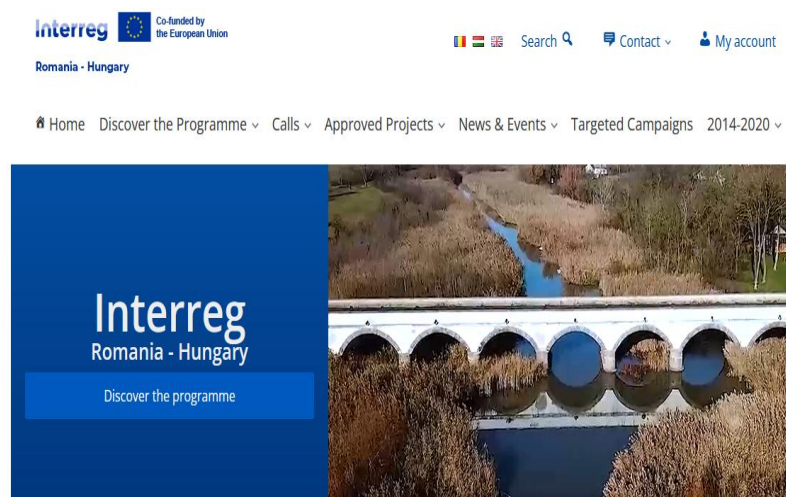 Interreg
Co-funded by
the European Union
Romania - Hungary
Search
Contact
My account
Home Discover the Programme Calls Approved Projects News & Events Targeted Campaigns 2014-2020
Interreg
Romania - Hungary
Discover the programme